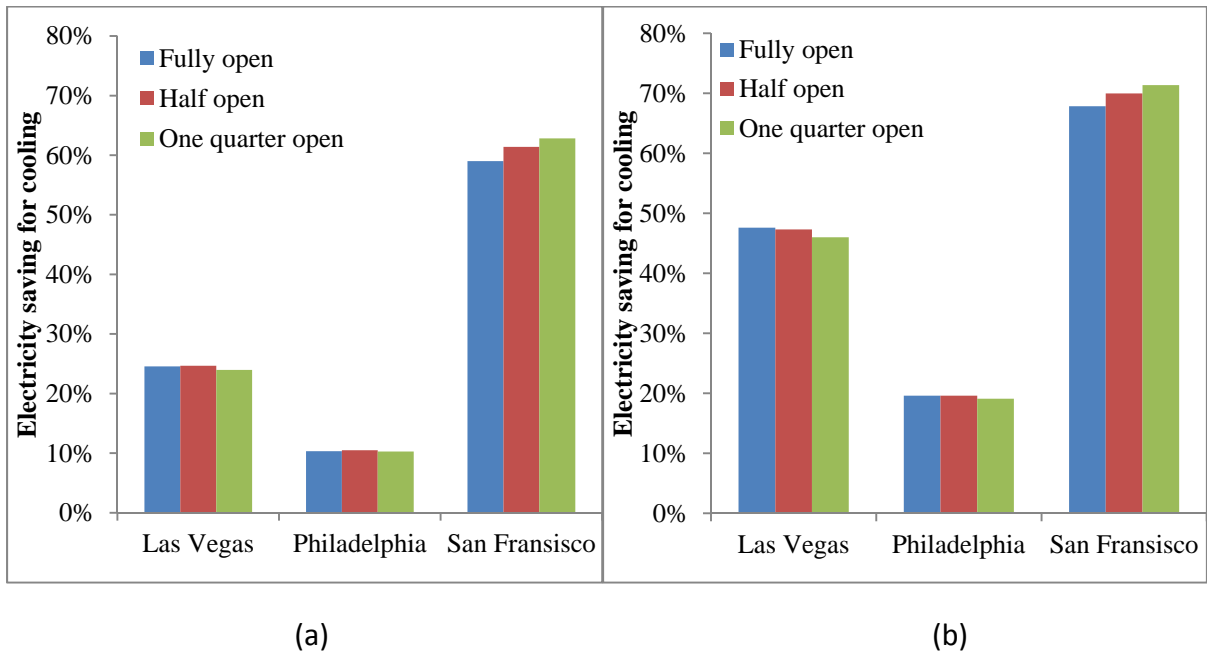 Electricity saving for cooling
80%
70%
60%
50%
40%
30%
20%
10%
0%
Fully open
Half open
One quarter open
Las Vegas Philadelphia San Fransisco
(a)
Electricity saving for cooling
80%
70%
60%
50%
40%
30%
20%
10%
0%
Fully open
Half open
One quarter open
Las Vegas Philadelphia San Fransisco
(b)